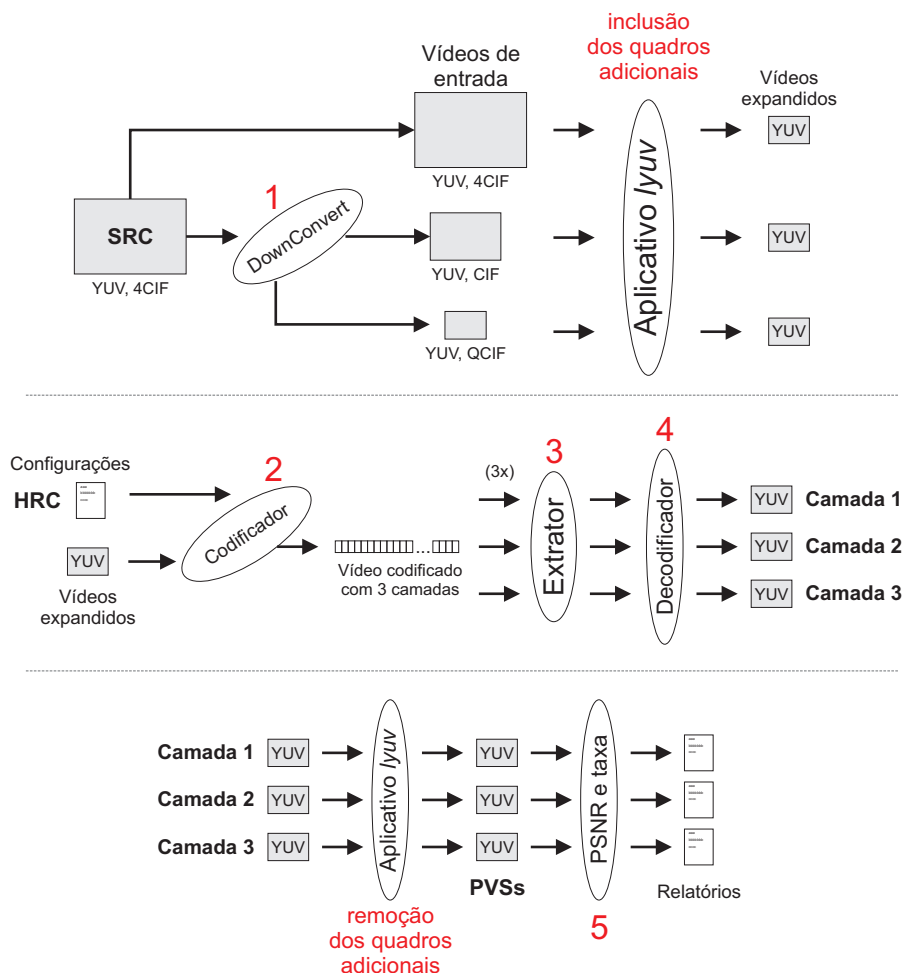 inclusão
dos quadros
adicionais
Vídeos de
entrada
Vídeos
expandidos
YUV
YUV, 4CIF
1
SRC
DownConvert
YUV, 4CIF
YUV, CIF
YUV
Aplicativo lyuv
YUV, QCIF
YUV
Configurações
HRC
2
Codificador
YUV
Vídeos
expandidos
...
Vídeo codificado
com 3 camadas
(3x)
3
Extrator
4
Decodificador
YUV Camada 1
YUV Camada 2
YUV Camada 3
Camada 1 YUV
Camada 2 YUV
Camada 3 YUV
Aplicativo lyuv
remoção
dos quadros
adicionais
YUV
YUV
YUV
PVSs
PSNR e taxa
5
Relatórios